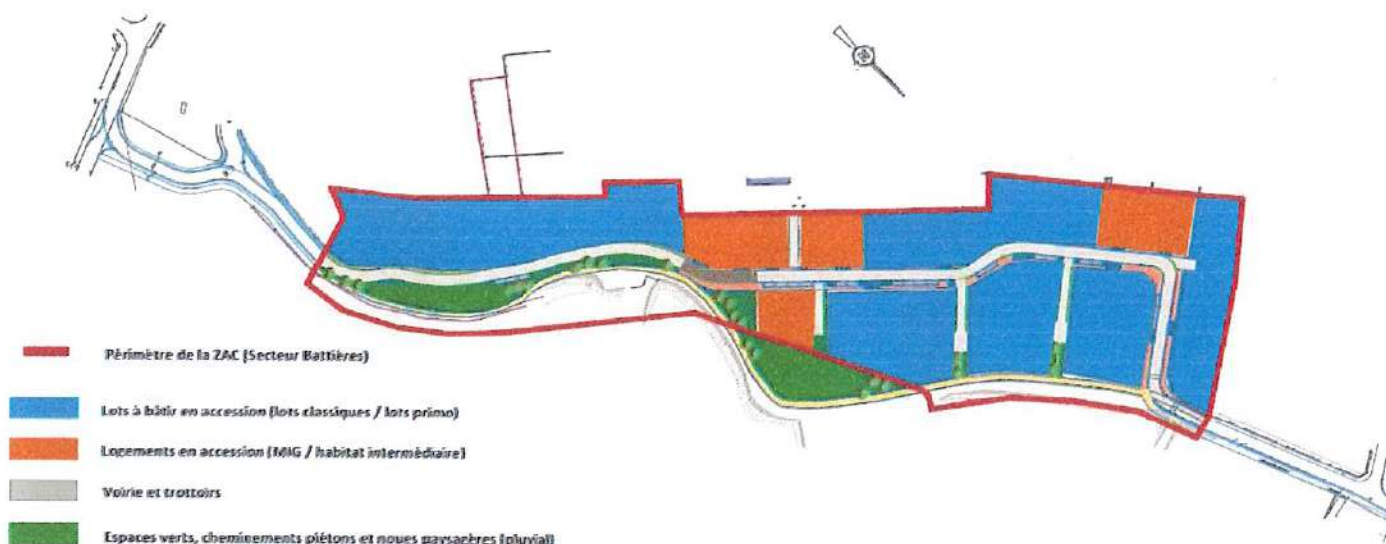 Périmètre de la ZAC (Secteur Battières)
Lots à bâtir en accession (lots classiques / lots primo)
Logements en accession (MIG / habitat intermédiaire)
Voirie et trottoirs
Espaces verts, cheminements piétons et noues paysagères (pluvial)